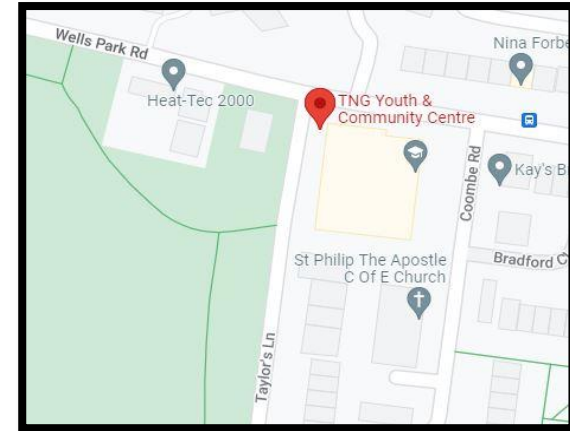 Wells Park Rd
Nina Forbe
Heat-Tec 2000
TNG Youth &
Community Centre
Kay's B
Coombe Rd
St Philip The Apostle
C Of E Church
Bradford C
Taylor's Ln